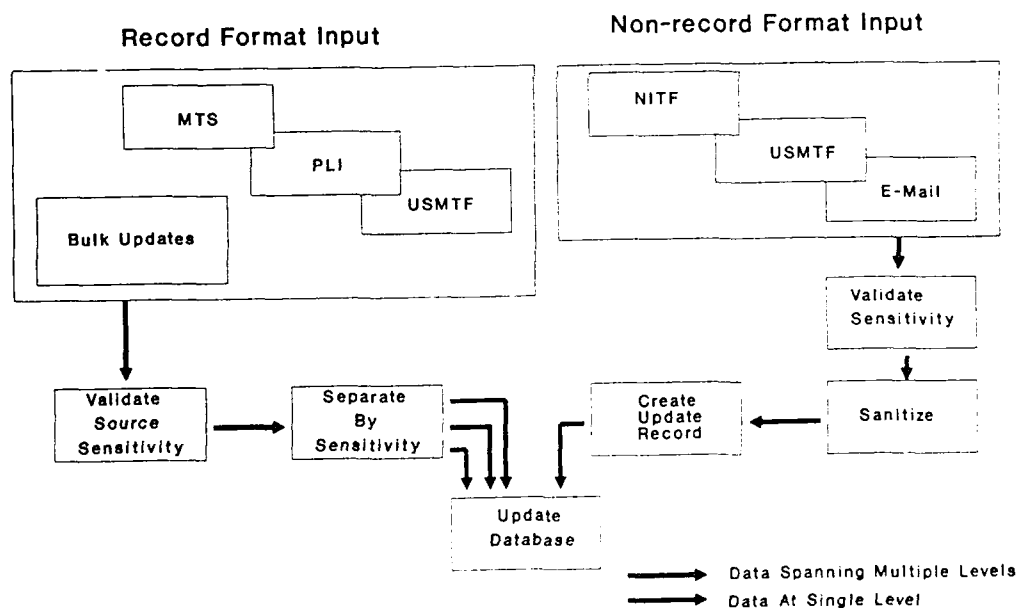 Record Format Input
Non-record Format Input
MTS
PLI
USMTF
Bulk Updates
NITF
USMTF
E-Mail
Validate
Sensitivity
Validate
Source
Sensitivity
Separate
By
Sensitivity
Create
Update
Record
Sanitize
Update
Database
Data Spanning Multiple Levels
Data At Single Level